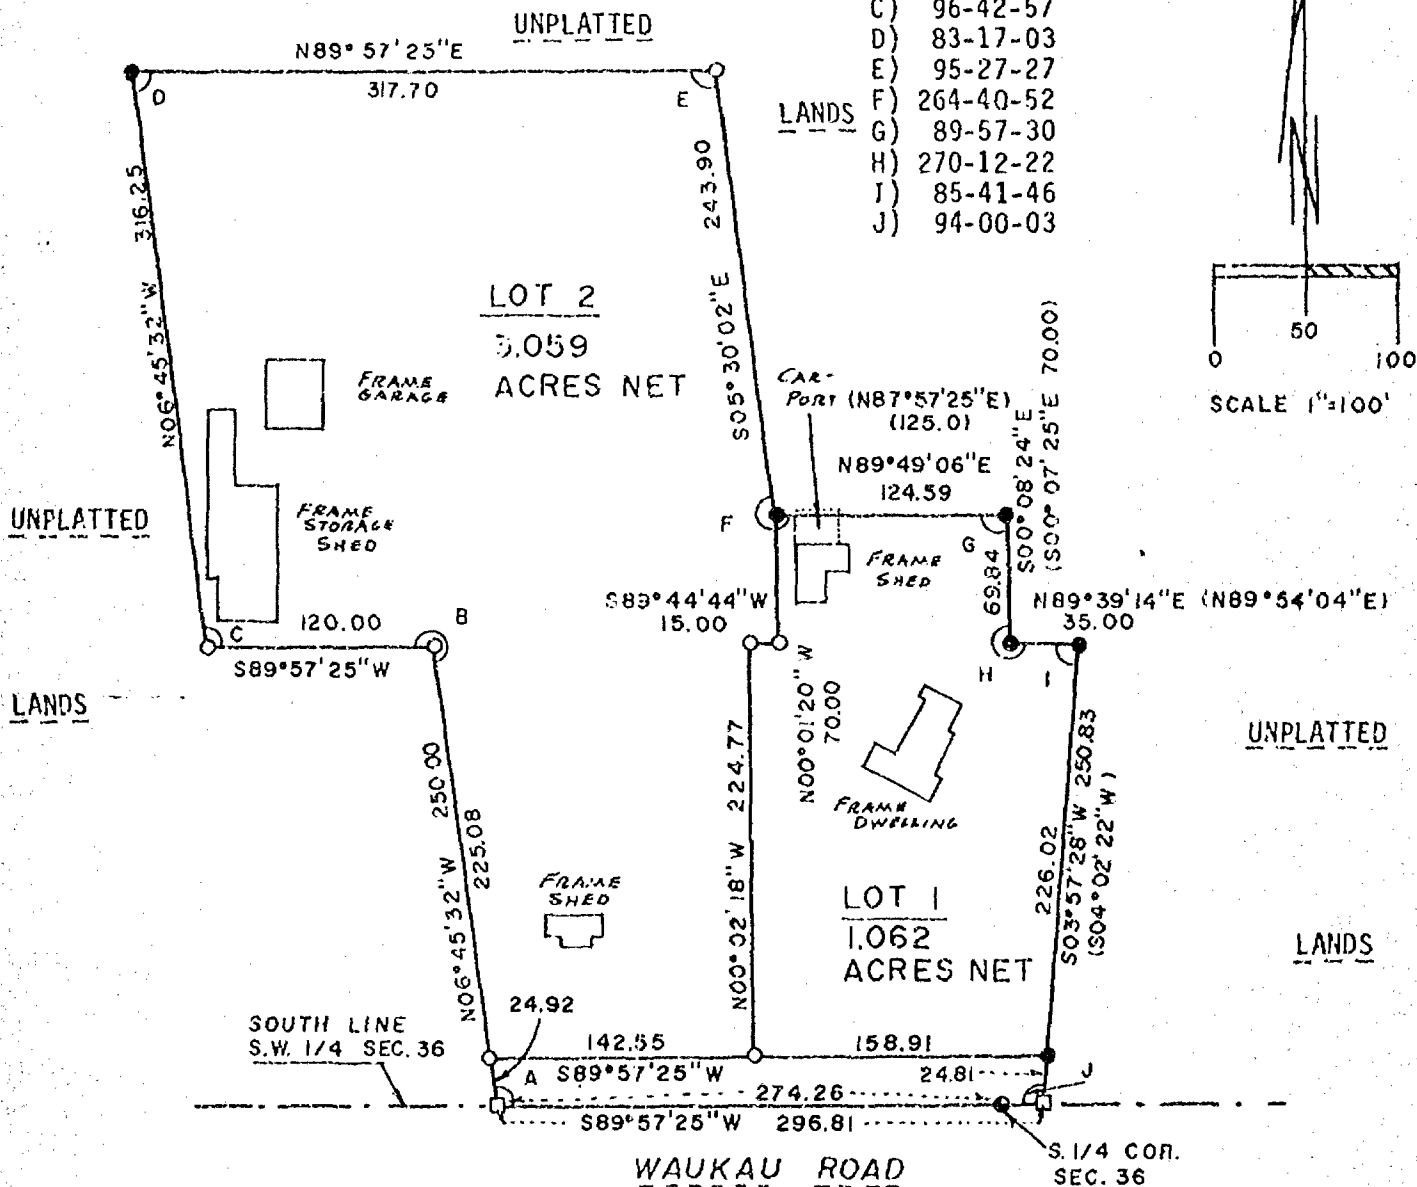 UNPLATTED
C) 96-42-57
D) 83-17-03
E) 95-27-27
F) 264-40-52
G) 89-57-30
H) 270-12-22
I) 85-41-46
J) 94-00-03
LANDS
N89°57'25"E
317.70
D
E
N06°45'32"W 316.25
S05°30'02"E 243.90
LOT 2
3.059
ACRES NET
FRAME
GARAGE
FRAME
STORAGE
SHED
0
50
100
SCALE 1"=100'
CAR-
PORT
(N87°57'25"E)
(125.0)
N89°49'06"E
124.59
S00°08'24"E
(S00°07'25"E 70.00)
69.84
F
G
FRAME
SHED
UNPLATTED
LANDS
S89°44'44"W
15.00
N89°39'14"E (N89°54'04"E)
35.00
H
I
C
120.00
B
S89°57'25"W
N00°01'20"W
70.00
N06°45'32"W 250.00
225.08
N00°02'18"W 224.77
FRAME
DWELLING
226.02
S03°57'28"W 250.83
(S04°02'22"W)
UNPLATTED
LANDS
FRAME
SHED
LOT 1
1.062
ACRES NET
24.92
SOUTH LINE
S.W. 1/4 SEC. 36
142.55
158.91
A
S89°57'25"W
24.81
J
274.26
S89°57'25"W 296.81
S. 1/4 COR.
SEC. 36
WAUKAU ROAD